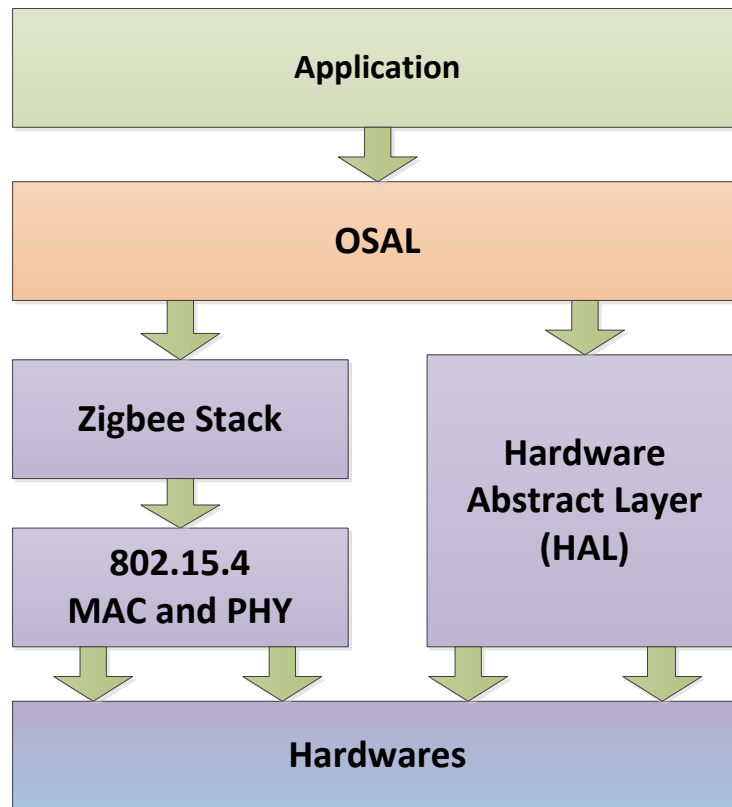 Application
OSAL
Zigbee Stack
802.15.4
MAC and PHY
Hardware
Abstract Layer
(HAL)
Hardwares